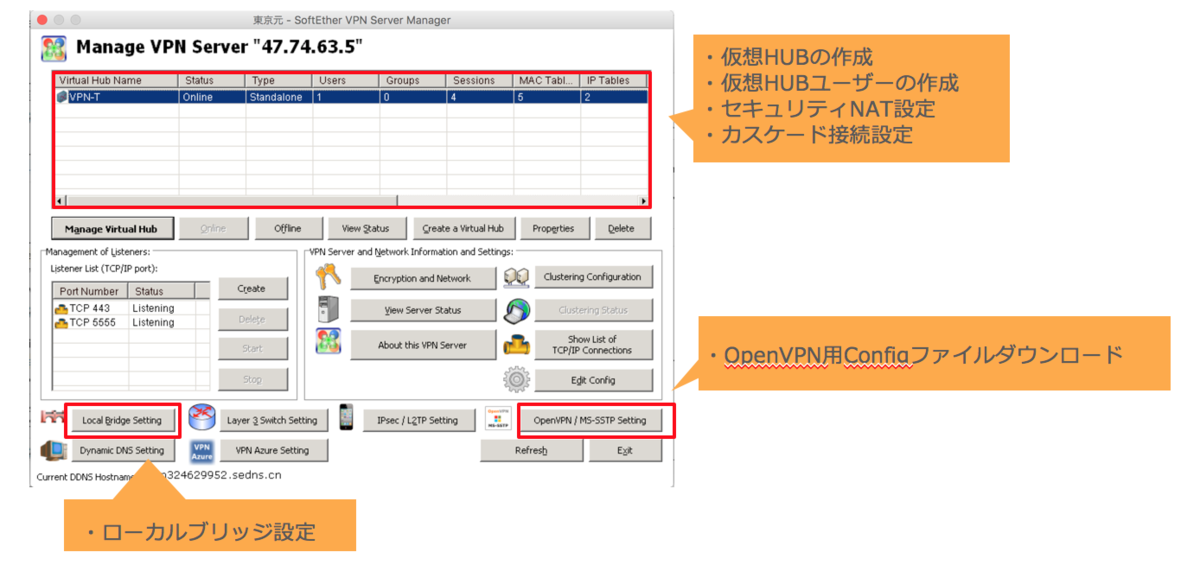 東京元 - SoftEther VPN Server Manager
Manage VPN Server "47.74.63.5"
Virtual Hub Name Status Type Users Groups Sessions MAC Tabl... IP Tables
VPN-T Online Standalone 1 0 4 5 2
・仮想HUBの作成
・仮想HUBユーザーの作成
・セキュリティNAT設定
・カスケード接続設定
Manage Virtual Hub Online Offline View Status Create a Virtual Hub Properties Delete
Management of Listeners:
Listener List (TCP/IP port):
Port Number Status
TCP 443 Listening
TCP 5555 Listening
Create
Delete
Start
Stop
VPN Server and Network Information and Settings:
Encryption and Network
Clustering Configuration
View Server Status
Clustering Status
About this VPN Server
Show List of
TCP/IP Connections
Edit Config
・OpenVPN用Configファイルダウンロード
Local Bridge Setting
Layer 3 Switch Setting
IPsec / L2TP Setting
OpenVPN
MS-SSTP
OpenVPN / MS-SSTP Setting
Dynamic DNS Setting
VPN
Azure
VPN Azure Setting
Refresh
Exit
Current DDNS Hostnam 324629952.sedns.cn
・ローカルブリッジ設定